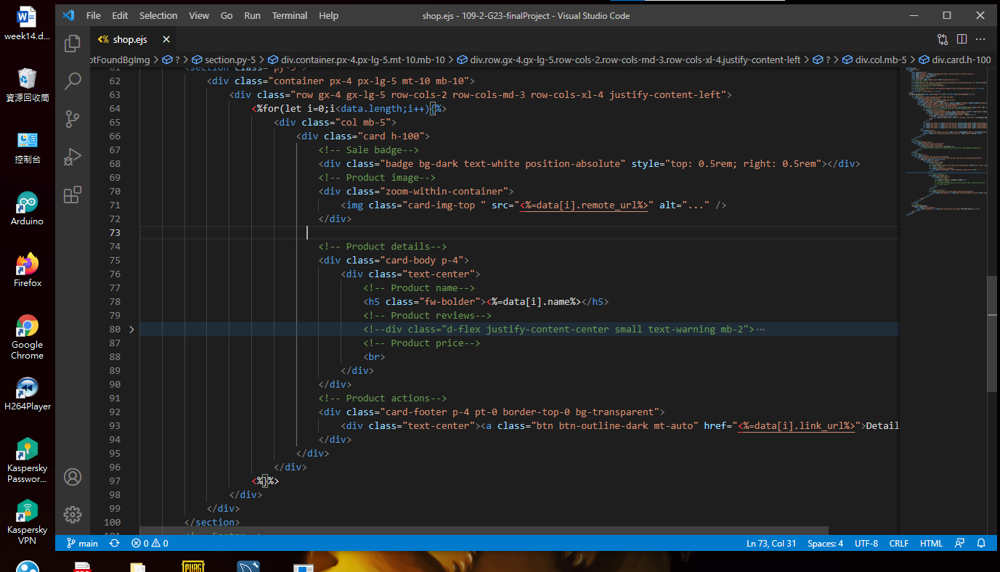 week14.d...
資源回收筒
控制台
Arduino
Firefox
Google
Chrome
H264Player
Kaspersky
Passwor...
Kaspersky
VPN
File Edit Selection View Go Run Terminal Help
shop.ejs - 109-2-G23-finalProject - Visual Studio Code
shop.ejs
otFoundBgImg > ? > section.py-5 > div.container.px-4.px-lg-5.mt-10.mb-10 > div.row.gx-4.gx-lg-5.row-cols-2.row-cols-md-3.row-cols-xl-4.justify-content-left > ? > div.col.mb-5 > div.card.h-100
61 <section class="py-5">
62 <div class="container px-4 px-lg-5 mt-10 mb-10">
63 <div class="row gx-4 gx-lg-5 row-cols-2 row-cols-md-3 row-cols-xl-4 justify-content-left">
64 <%for(let i=0;i<data.length;i++){%>
65 <div class="col mb-5">
66 <div class="card h-100">
67 <!-- Sale badge-->
68 <div class="badge bg-dark text-white position-absolute" style="top: 0.5rem; right: 0.5rem"></div>
69 <!-- Product image-->
70 <div class="zoom-within-container">
71 <img class="card-img-top " src="<%=data[i].remote_url%>" alt="..." />
72 </div>
73
74 <!-- Product details-->
75 <div class="card-body p-4">
76 <div class="text-center">
77 <!-- Product name-->
78 <h5 class="fw-bolder"><%=data[i].name%></h5>
79 <!-- Product reviews-->
80 <!--div class="d-flex justify-content-center small text-warning mb-2">···
87 <!-- Product price-->
88 <br>
89 </div>
90 </div>
91 <!-- Product actions-->
92 <div class="card-footer p-4 pt-0 border-top-0 bg-transparent">
93 <div class="text-center"><a class="btn btn-outline-dark mt-auto" href="<%=data[i].link_url%>">Detail
94 </div>
95 </div>
96 </div>
97 <%}%>
98 </div>
99 </div>
100 </section>
101 <!-- Footer-->
main 0 0 Ln 73, Col 31 Spaces: 4 UTF-8 CRLF HTML
PUBG